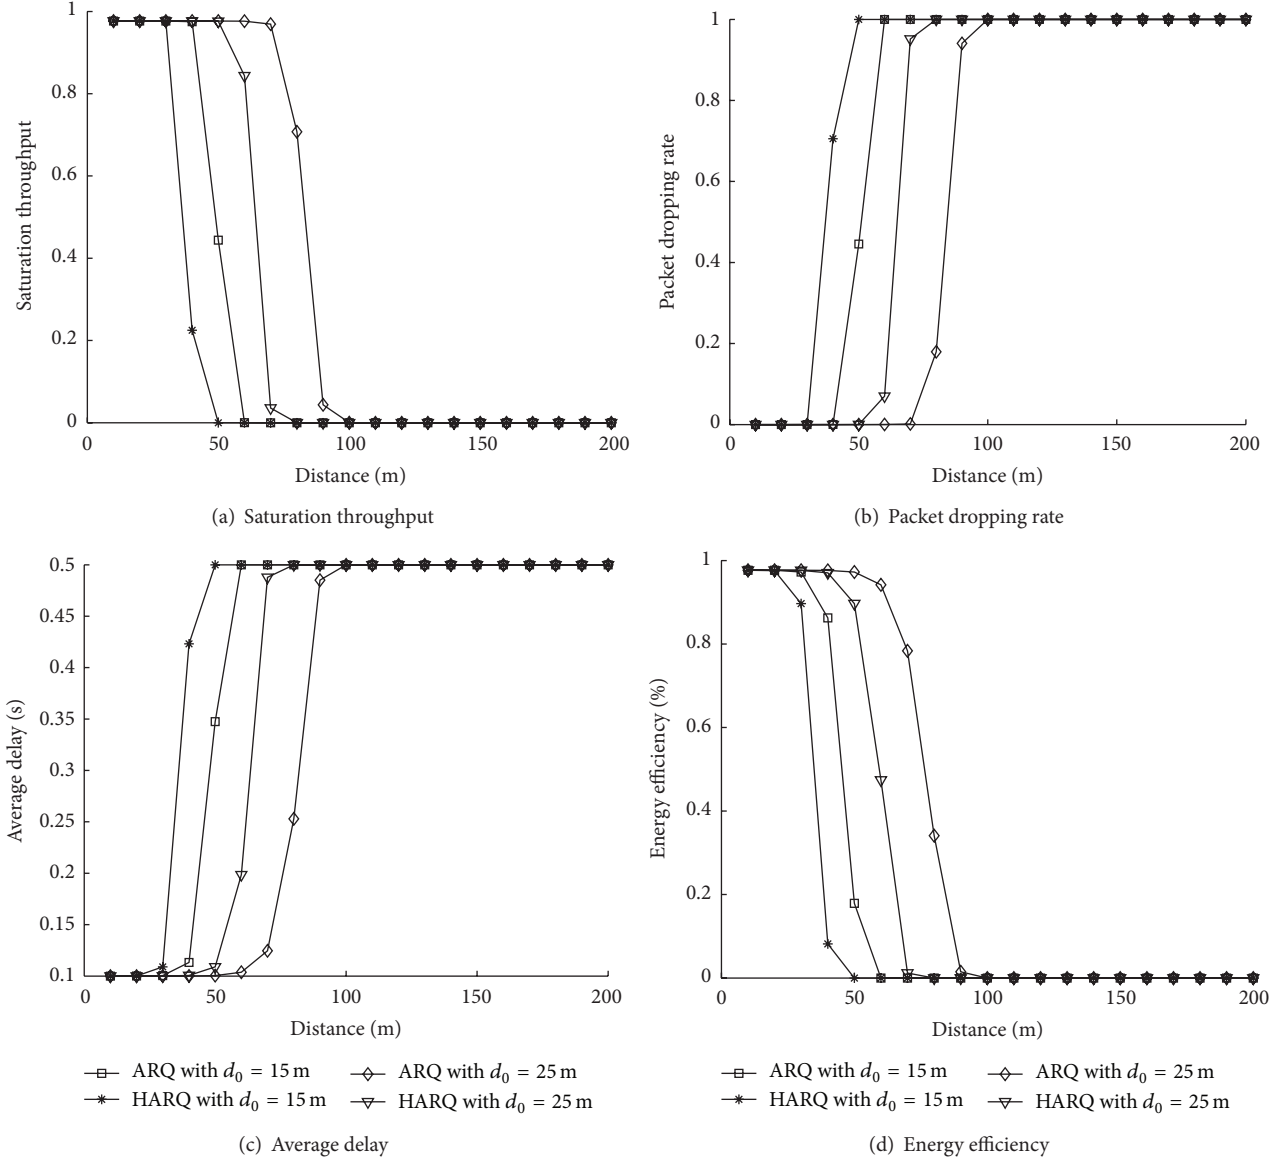 1
0.8
0.6
0.4
0.2
0
Saturation throughput
0 50 100 150 200
Distance (m)
(a) Saturation throughput
1
0.8
0.6
0.4
0.2
0
Packet dropping rate
0 50 100 150 200
Distance (m)
(b) Packet dropping rate
0.5
0.45
0.4
0.35
0.3
0.25
0.2
0.15
0.1
Average delay (s)
0 50 100 150 200
Distance (m)
ARQ with d0 = 15 m
HARQ with d0 = 15 m
ARQ with d0 = 25 m
HARQ with d0 = 25 m
(c) Average delay
1
0.8
0.6
0.4
0.2
0
Energy efficiency (%)
0 50 100 150 200
Distance (m)
ARQ with d0 = 15 m
HARQ with d0 = 15 m
ARQ with d0 = 25 m
HARQ with d0 = 25 m
(d) Energy efficiency